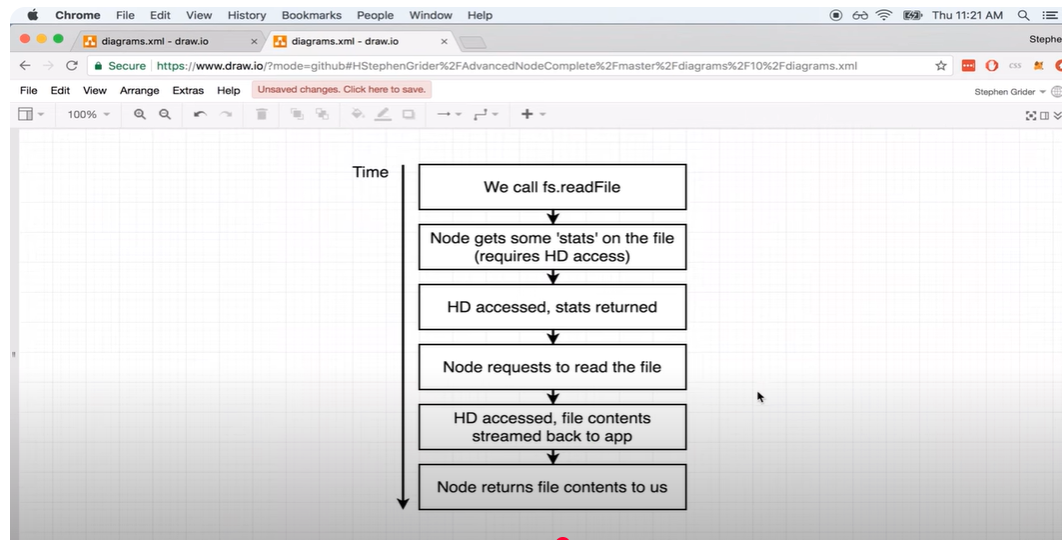 Chrome File Edit View History Bookmarks People Window Help Thu 11:21 AM
diagrams.xml - draw.io × diagrams.xml - draw.io × Stephe
Secure https://www.draw.io/?mode=github#HStephenGrider%2FAdvancedNodeComplete%2Fmaster%2Fdiagrams%2F10%2Fdiagrams.xml CSS
File Edit View Arrange Extras Help Unsaved changes. Click here to save. Stephen Grider
100%
Time
We call fs.readFile
Node gets some 'stats' on the file
(requires HD access)
HD accessed, stats returned
Node requests to read the file
HD accessed, file contents
streamed back to app
Node returns file contents to us